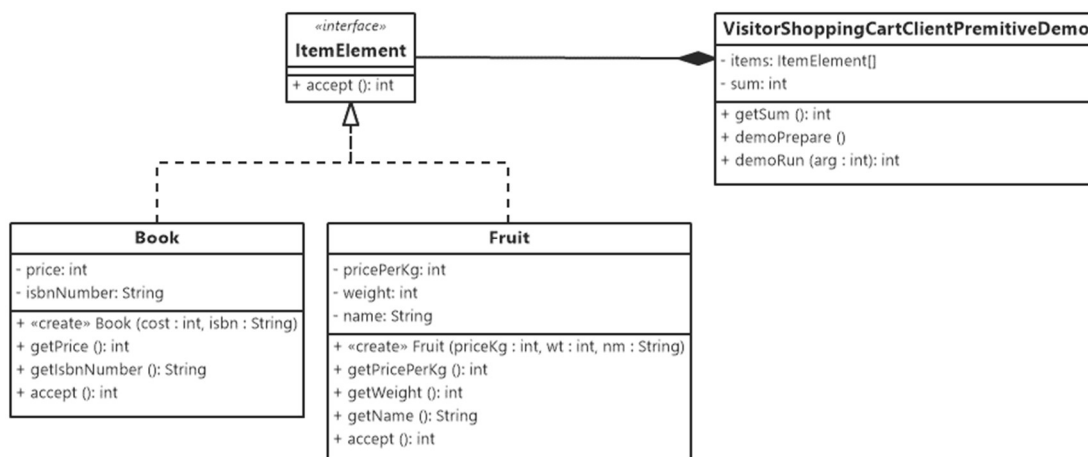 «interface»
ItemElement
+ accept (): int
VisitorShoppingCartClientPremitiveDemo
- items: ItemElement[]
- sum: int
+ getSum (): int
+ demoPrepare ()
+ demoRun (arg : int): int
Book
- price: int
- isbnNumber: String
+ «create» Book (cost : int, isbn : String)
+ getPrice (): int
+ getIsbnNumber (): String
+ accept (): int
Fruit
- pricePerKg: int
- weight: int
- name: String
+ «create» Fruit (priceKg : int, wt : int, nm : String)
+ getPricePerKg (): int
+ getWeight (): int
+ getName (): String
+ accept (): int